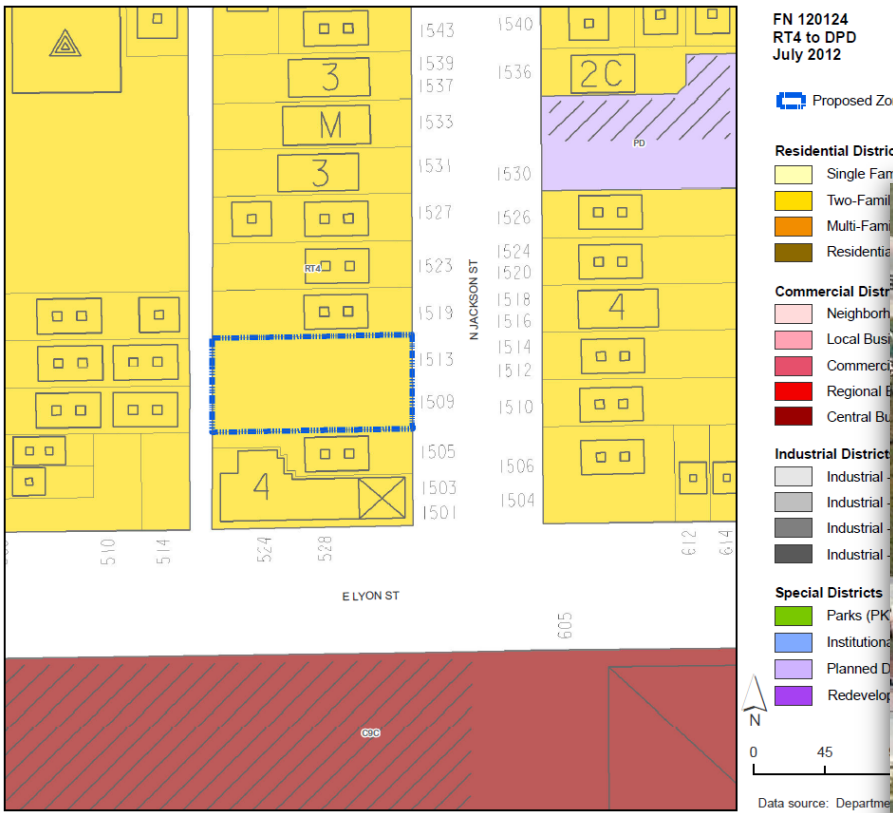 FN 120124
RT4 to DPD
July 2012
Proposed Zo
Residential Distric
Single Fam
Two-Famil
Multi-Fami
Residentia
Commercial Distr
Neighborh
Local Busi
Commerci
Regional B
Central Bu
Industrial District
Industrial -
Industrial -
Industrial -
Industrial -
Special Districts
Parks (PK
Institutiona
Planned D
Redevelop
N
0 45
Data source: Departme
1543
1539
1537
1533
1531
1527
1523
1519
1513
1509
1505
1503
1501
3
M
3
RT4
4
N JACKSON ST
1540
1536
1530
1526
1524
1520
1518
1516
1514
1512
1510
1506
1504
2C
PD
4
510
514
524
528
612
614
E LYON ST
605
C9C